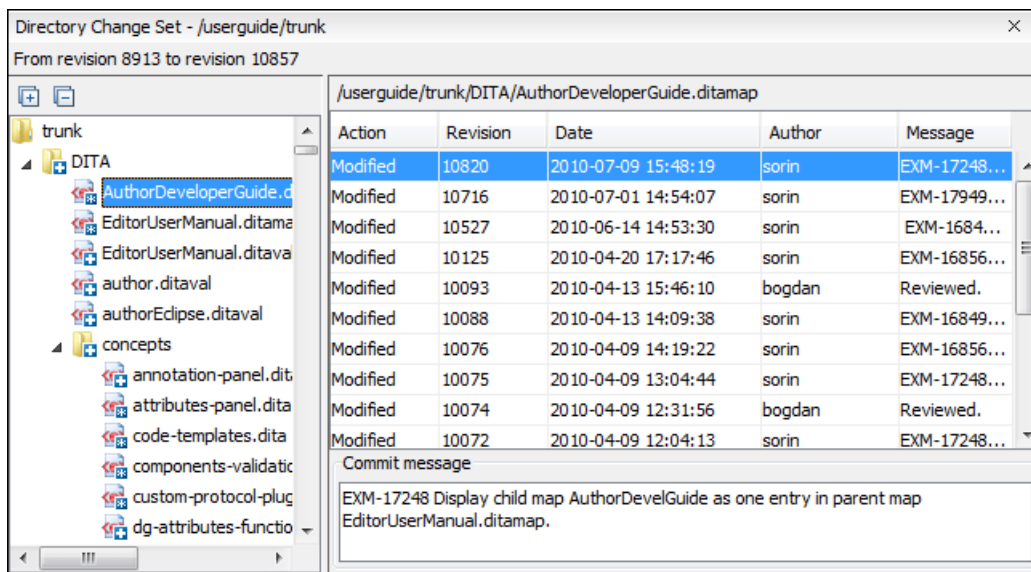 Directory Change Set - /userguide/trunk
From revision 8913 to revision 10857
trunk
DITA
AuthorDeveloperGuide.d
EditorUserManual.ditama
EditorUserManual.ditava
author.ditaval
authorEclipse.ditaval
concepts
annotation-panel.dit
attributes-panel.dita
code-templates.dita
components-validatic
custom-protocol-plug
dg-attributes-functio
/userguide/trunk/DITA/AuthorDeveloperGuide.ditamap
Action Revision Date Author Message
Modified 10820 2010-07-09 15:48:19 sorin EXM-17248...
Modified 10716 2010-07-01 14:54:07 sorin EXM-17949...
Modified 10527 2010-06-14 14:53:30 sorin EXM-1684...
Modified 10125 2010-04-20 17:17:46 sorin EXM-16856...
Modified 10093 2010-04-13 15:46:10 bogdan Reviewed.
Modified 10088 2010-04-13 14:09:38 sorin EXM-16849...
Modified 10076 2010-04-09 14:19:22 sorin EXM-16856...
Modified 10075 2010-04-09 13:04:44 sorin EXM-17248...
Modified 10074 2010-04-09 12:31:56 bogdan Reviewed.
Modified 10072 2010-04-09 12:04:13 sorin EXM-17248...
Commit message
EXM-17248 Display child map AuthorDevelGuide as one entry in parent map
EditorUserManual.ditamap.